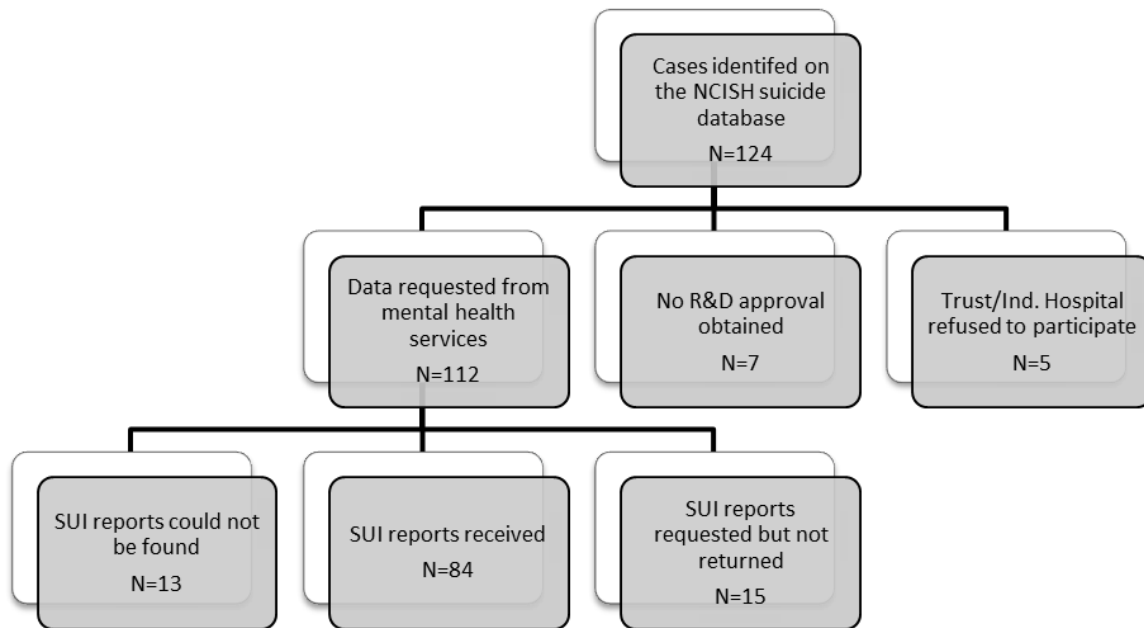 Cases identifed on
the NCISH suicide
database
N=124
Data requested from
mental health
services
N=112
No R&D approval
obtained
N=7
Trust/Ind. Hospital
refused to participate
N=5
SUI reports could not
be found
N=13
SUI reports received
N=84
SUI reports
requested but not
returned
N=15